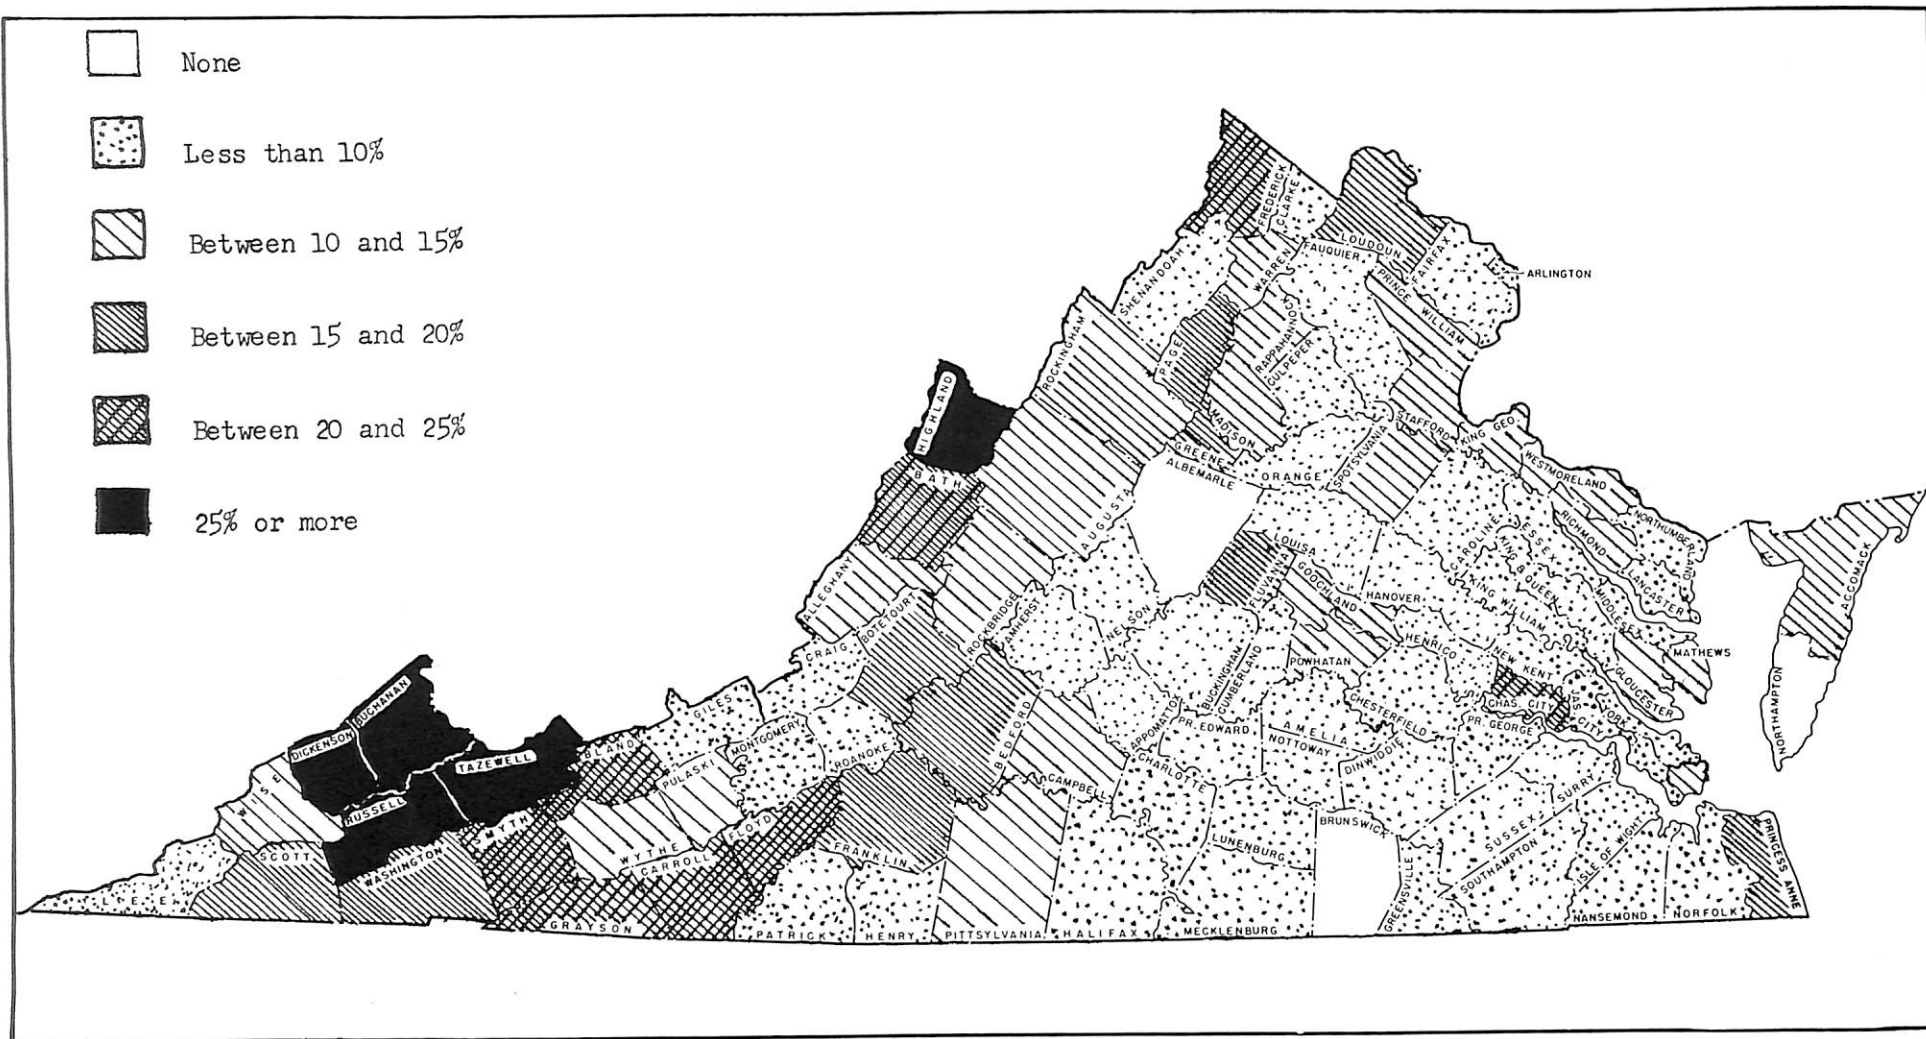 None
Less than 10%
Between 10 and 15%
Between 15 and 20%
Between 20 and 25%
25% or more
FREDERICK
CLARKE
LOUDOUN
FAIRFAX
FAUQUIER
ARLINGTON
SHENANDOAH
WARREN
PRINCE WILLIAM
PAGE
RAPPAHANNOCK
CULPEPER
ROCKINGHAM
HIGHLAND
MADISON
GREENE
STAFFORD
KING GEO.
ALBEMARLE
ORANGE
SPOTSYLVANIA
WESTMORELAND
BATH
AUGUSTA
NORTHUMBERLAND
RICHMOND
ESSEX
CAROLINE
KING & QUEEN
LOUISA
FLUVANNA
GOOCHLAND
HANOVER
KING WILLIAM
MIDDLESEX
LANCASTER
ACCOMACK
ALLEGHANY
BOTETOURT
ROCKBRIDGE
AMHERST
NELSON
CRAIG
HENRICO
NEW KENT
MATHEWS
GLOUCESTER
POWHATAN
BUCKINGHAM
CUMBERLAND
CHESTERFIELD
CHAS. CITY
JAS. CITY
YORK
NORTHAMPTON
BUCHANAN
DICKENSON
GILES
BEDFORD
APPOMATTOX
PR. EDWARD
AMELIA
NOTTOWAY
DINWIDDIE
PR. GEORGE
BLAND
MONTGOMERY
ROANOKE
TAZEWELL
PULASKI
CAMPBELL
CHARLOTTE
SURRY
WISE
RUSSELL
SMYTH
WYTHE
FLOYD
CARROLL
FRANKLIN
LUNENBURG
BRUNSWICK
SUSSEX
SOUTHAMPTON
ISLE OF WIGHT
PRINCESS ANNE
SCOTT
WASHINGTON
GREENSVILLE
LEE
GRAYSON
PATRICK
HENRY
PITTSYLVANIA
HALIFAX
MECKLENBURG
NANSEMOND
NORFOLK